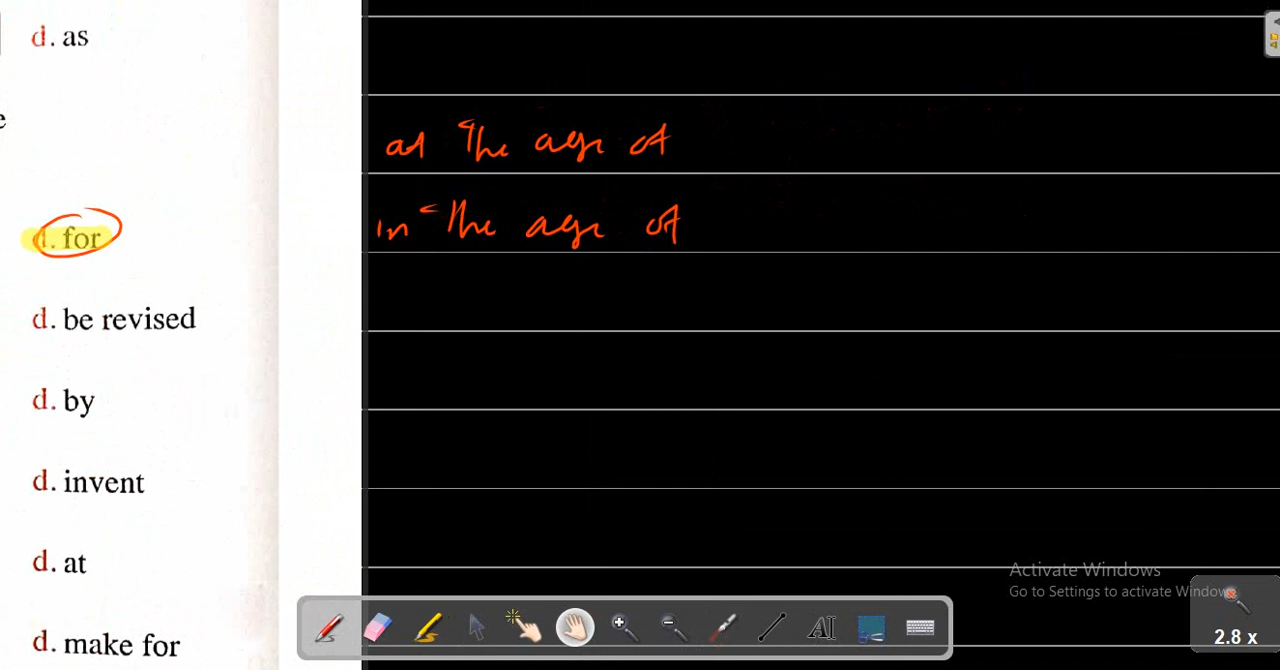 d. as
e
at the age of
in the age of
d. for
d. be revised
d. by
d. invent
d. at
d. make for
Activate Windows
Go to Settings to activate Windows
AI
2.8 x